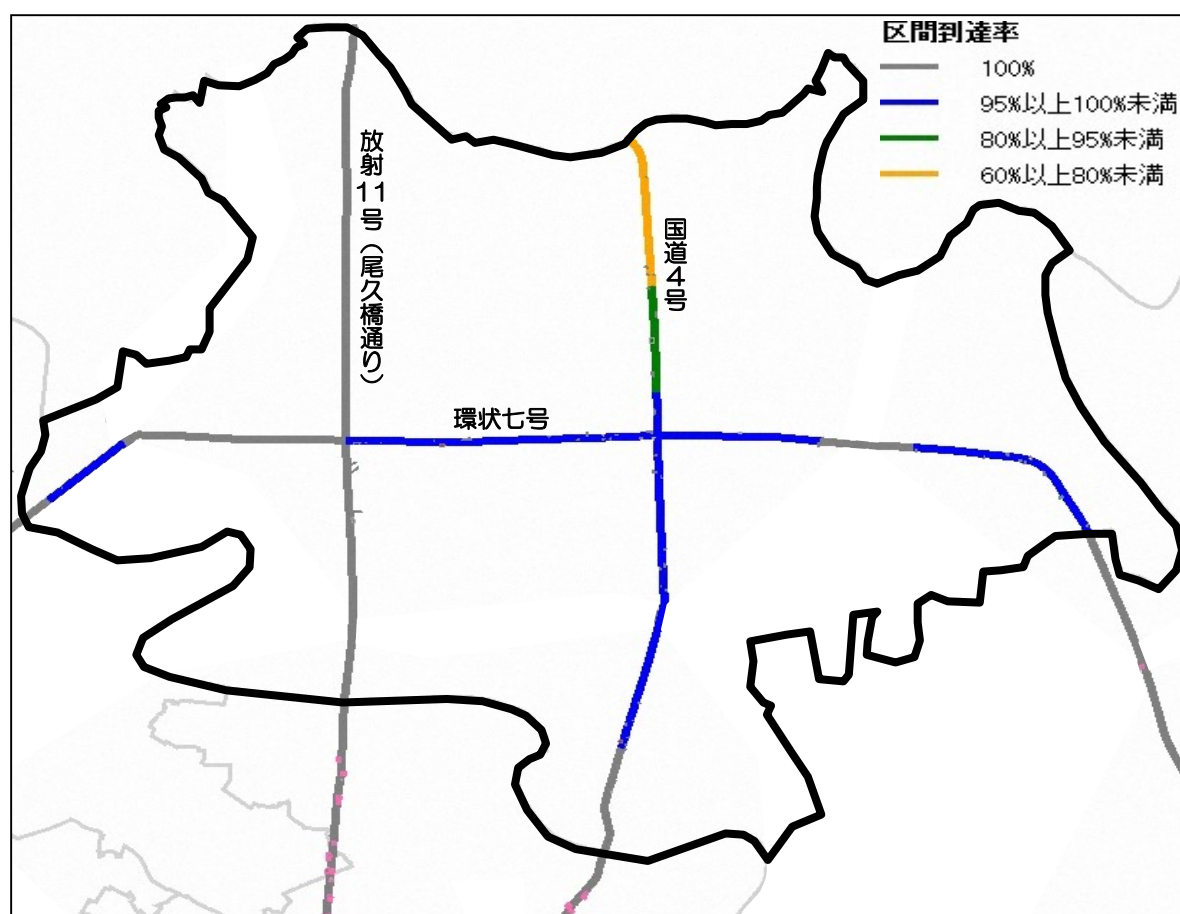 区間到達率
100%
95%以上100%未満
80%以上95%未満
60%以上80%未満
放射11号(尾久橋通り)
国道4号
環状七号